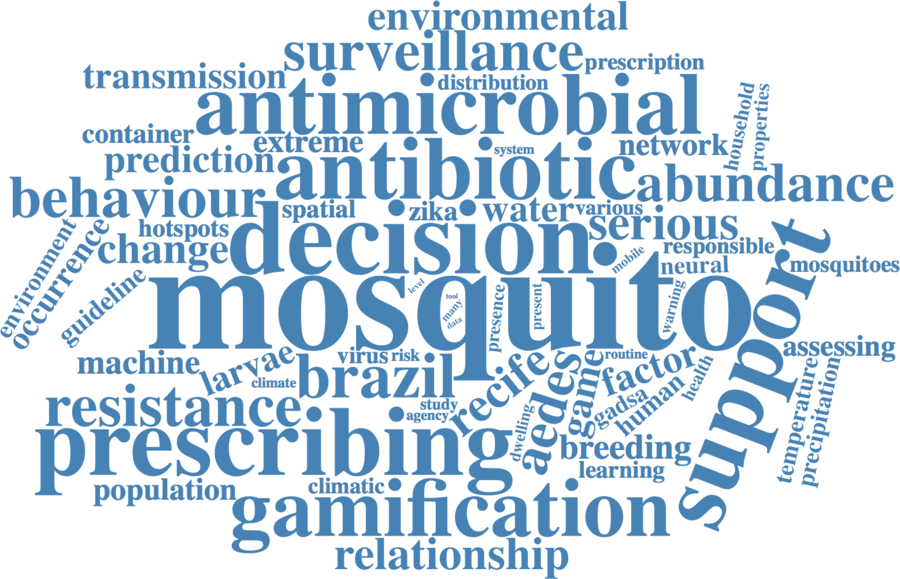 environmental
surveillance
prescription
transmission
distribution
antimicrobial
household
properties
container
extreme
network
system
prediction
antibiotic
abundance
behaviour
spatial
zika
water
various
serious
hotspots
decision
support
environment
occurrence
change
responsible
mobile
neural
mosquitoes
guideline
mosquito
level
tool
many
data
presence
present
warning
machine
larvae
virus
risk
climate
brazil
recife
aedes
game
routine
factor
health
assessing
gadsa
human
temperature
precipitation
resistance
study
agency
dwelling
prescribing
breeding
learning
population
climatic
gamification
relationship